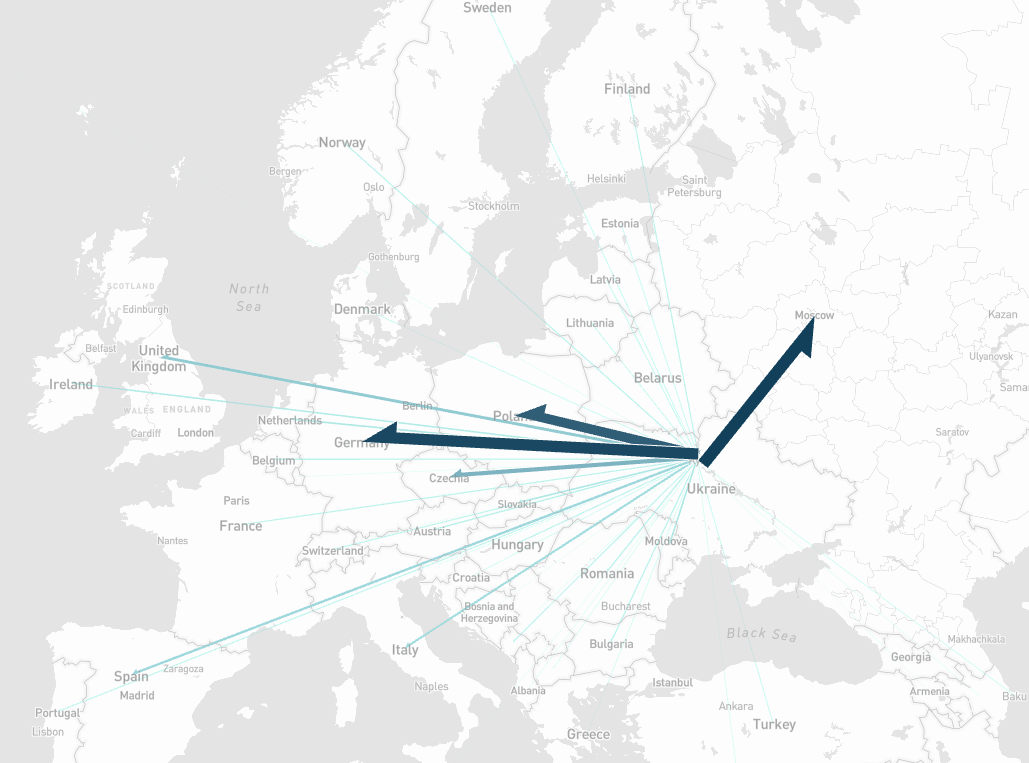 Sweden
Finland
Norway
Bergen
Oslo
Helsinki
Saint
Petersburg
Stockholm
Estonia
Gothenburg
Latvia
SCOTLAND
North
Sea
Edinburgh
Denmark
Moscow
Kazan
Lithuania
Belfast
United
Kingdom
Ulyanovsk
Ireland
Belarus
Samar
WALES
ENGLAND
Berlin
Poland
Netherlands
Cardiff
London
Germany
Saratov
Belgium
Czechia
Ukraine
Paris
Slovakia
France
Austria
Nantes
Switzerland
Hungary
Moldova
Croatia
Romania
Bosnia and
Herzegovina
Bucharest
Black Sea
Makhachkala
Italy
Bulgaria
Georgia
Zaragoza
Spain
Madrid
Naples
Albania
Istanbul
Armenia
Baku
Portugal
Lisbon
Ankara
Turkey
Greece